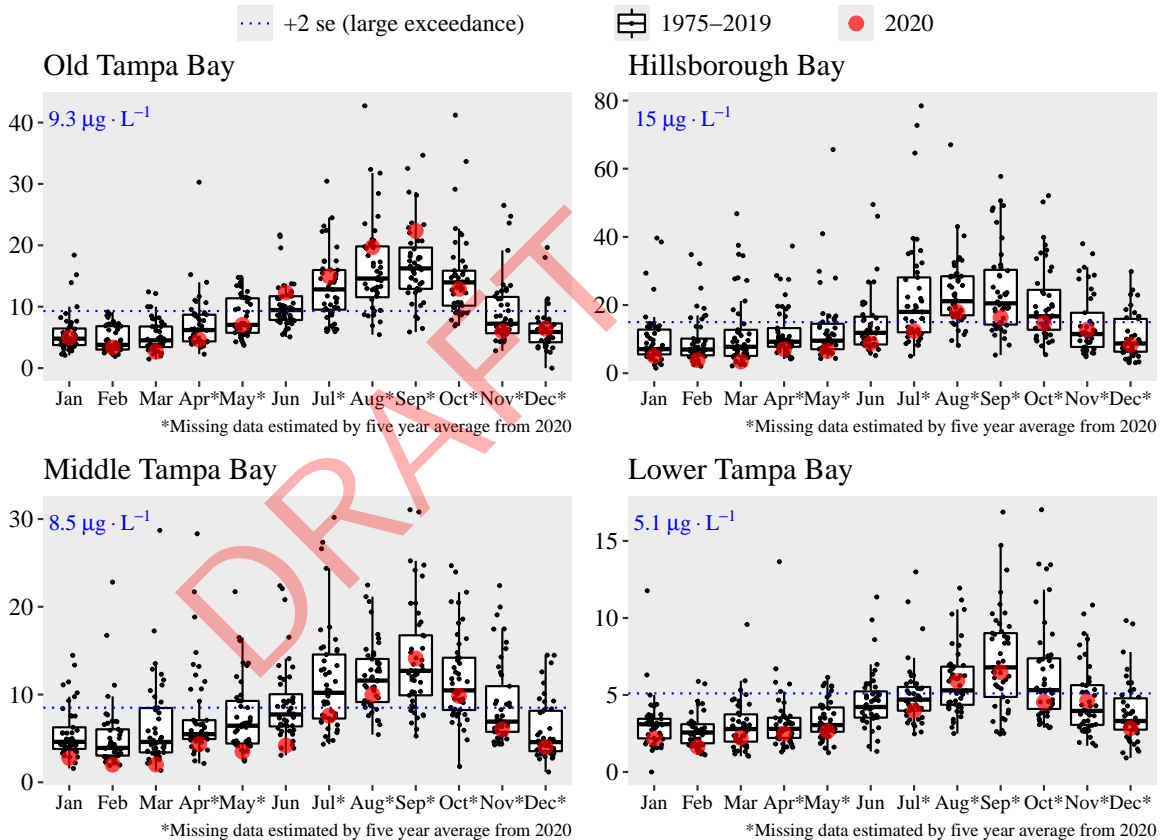 +2 se (large exceedance) 1975−2019 2020
Old Tampa Bay
9.3 μg · L−1
40
30
20
10
0
Jan Feb Mar Apr* May* Jun Jul* Aug* Sep* Oct* Nov* Dec*
*Missing data estimated by five year average from 2020
Hillsborough Bay
15 μg · L−1
80
60
40
20
0
Jan Feb Mar Apr* May* Jun Jul* Aug* Sep* Oct* Nov* Dec*
*Missing data estimated by five year average from 2020
Middle Tampa Bay
8.5 μg · L−1
30
20
10
0
Jan Feb Mar Apr* May* Jun Jul* Aug* Sep* Oct* Nov* Dec*
*Missing data estimated by five year average from 2020
Lower Tampa Bay
5.1 μg · L−1
15
10
5
0
Jan Feb Mar Apr* May* Jun Jul* Aug* Sep* Oct* Nov* Dec*
*Missing data estimated by five year average from 2020
DRAFT